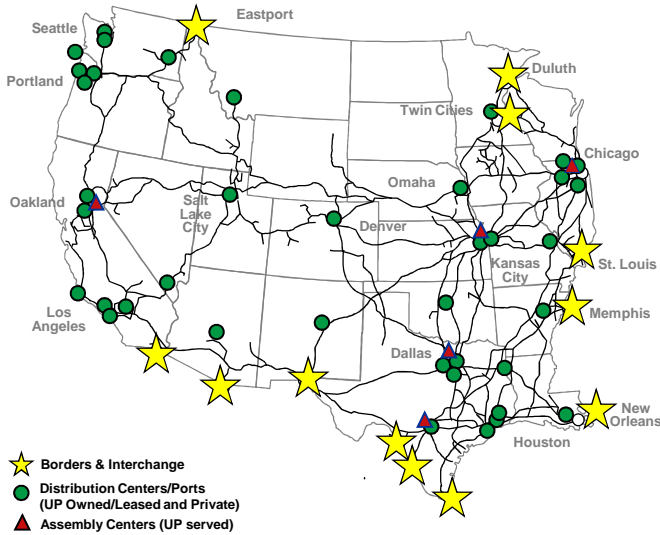 Eastport
Seattle
Duluth
Portland
Twin Cities
Chicago
Omaha
Oakland
Salt
Lake
City
Denver
Kansas
City
St. Louis
Los
Angeles
Memphis
Dallas
New
Orleans
Houston
Borders & Interchange
Distribution Centers/Ports
(UP Owned/Leased and Private)
Assembly Centers (UP served)